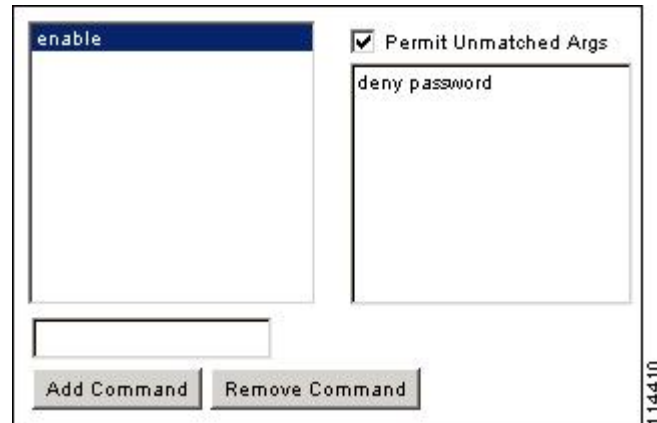 enable
Permit Unmatched Args
deny password
Add Command
Remove Command
114410